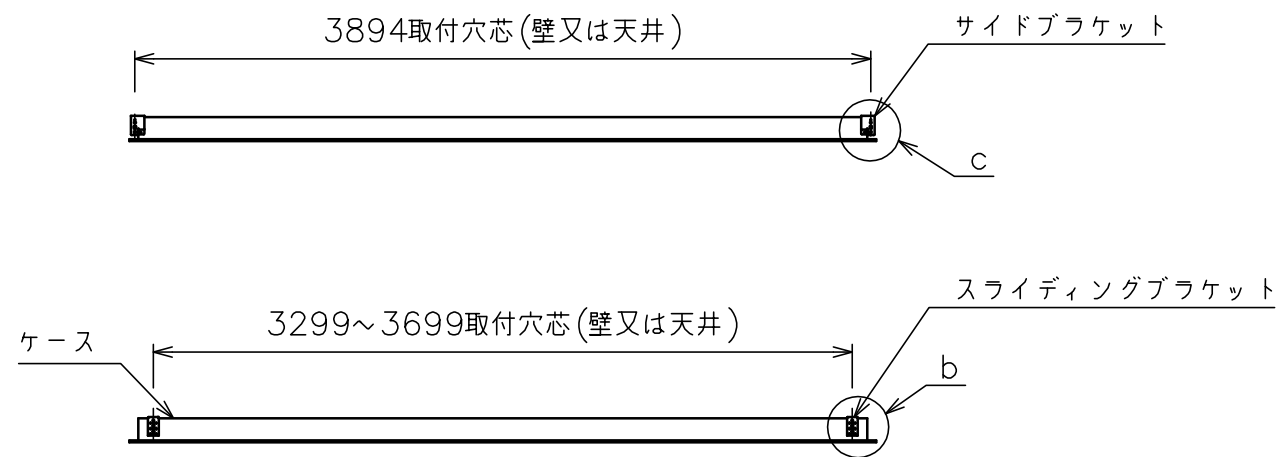 3894取付穴芯(壁又は天井)
サイドブラケット
c
スライディングブラケット
3299~3699取付穴芯(壁又は天井)
ケース
b